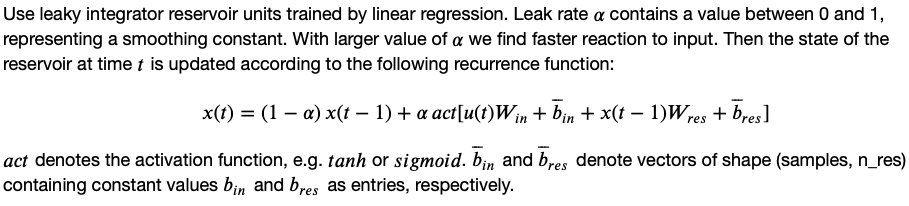 Use leaky integrator reservoir units trained by linear regression. Leak rate α contains a value between 0 and 1,
representing a smoothing constant. With larger value of α we find faster reaction to input. Then the state of the
reservoir at time t is updated according to the following recurrence function:
x(t) = (1 − α) x(t − 1) + α act[u(t)W_in + b̅_in + x(t − 1)W_res + b̅_res]
act denotes the activation function, e.g. tanh or sigmoid. b̅_in and b̅_res denote vectors of shape (samples, n_res)
containing constant values b_in and b_res as entries, respectively.